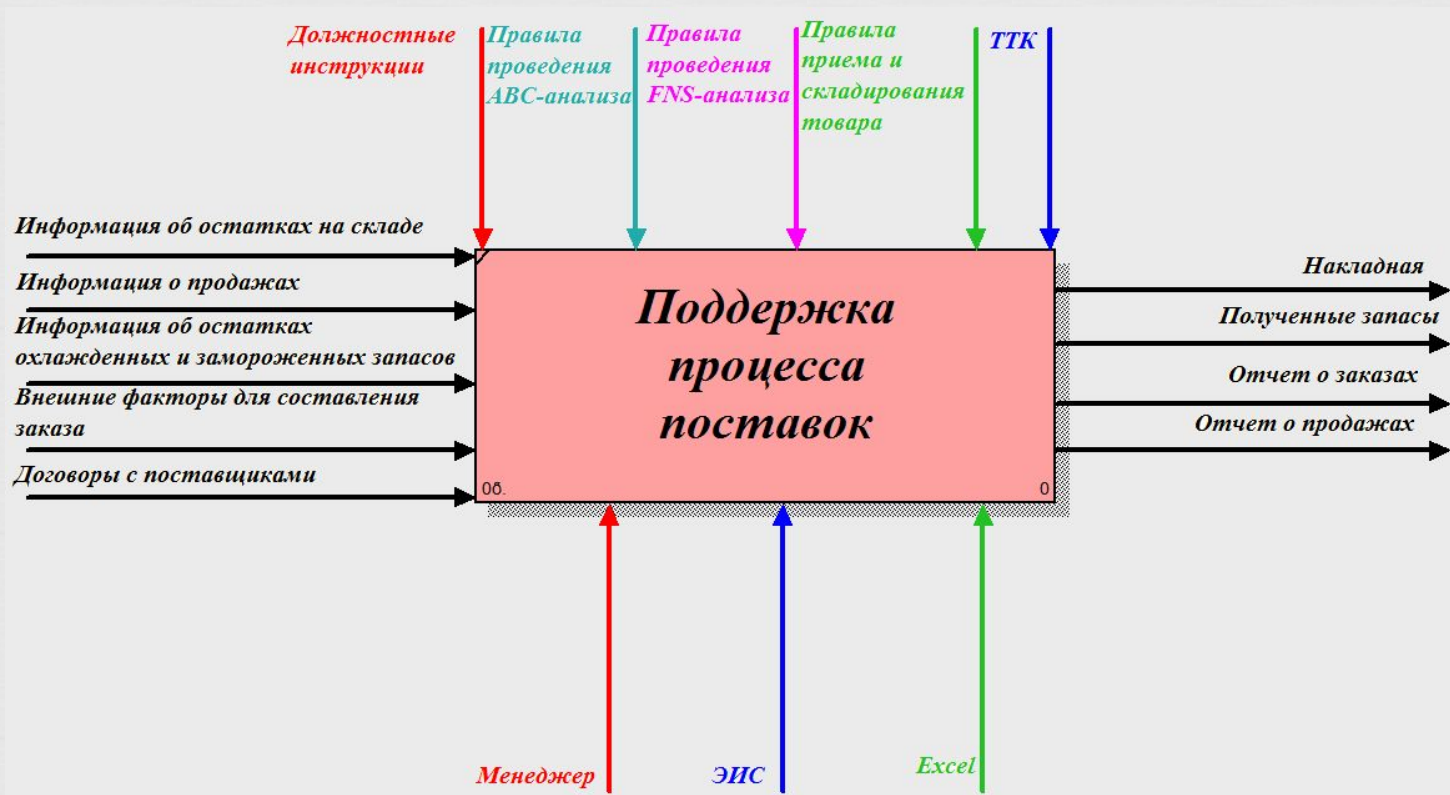 Должностные
инструкции
Правила
проведения
ABC-анализа
Правила
проведения
FNS-анализа
Правила
приема и
складирования
товара
ТТК
Информация об остатках на складе
Информация о продажах
Информация об остатках
охлажденных и замороженных запасов
Внешние факторы для составления
заказа
Договоры с поставщиками
Поддержка
процесса
поставок
0б.
0
Накладная
Полученные запасы
Отчет о заказах
Отчет о продажах
Менеджер
ЭИС
Excel